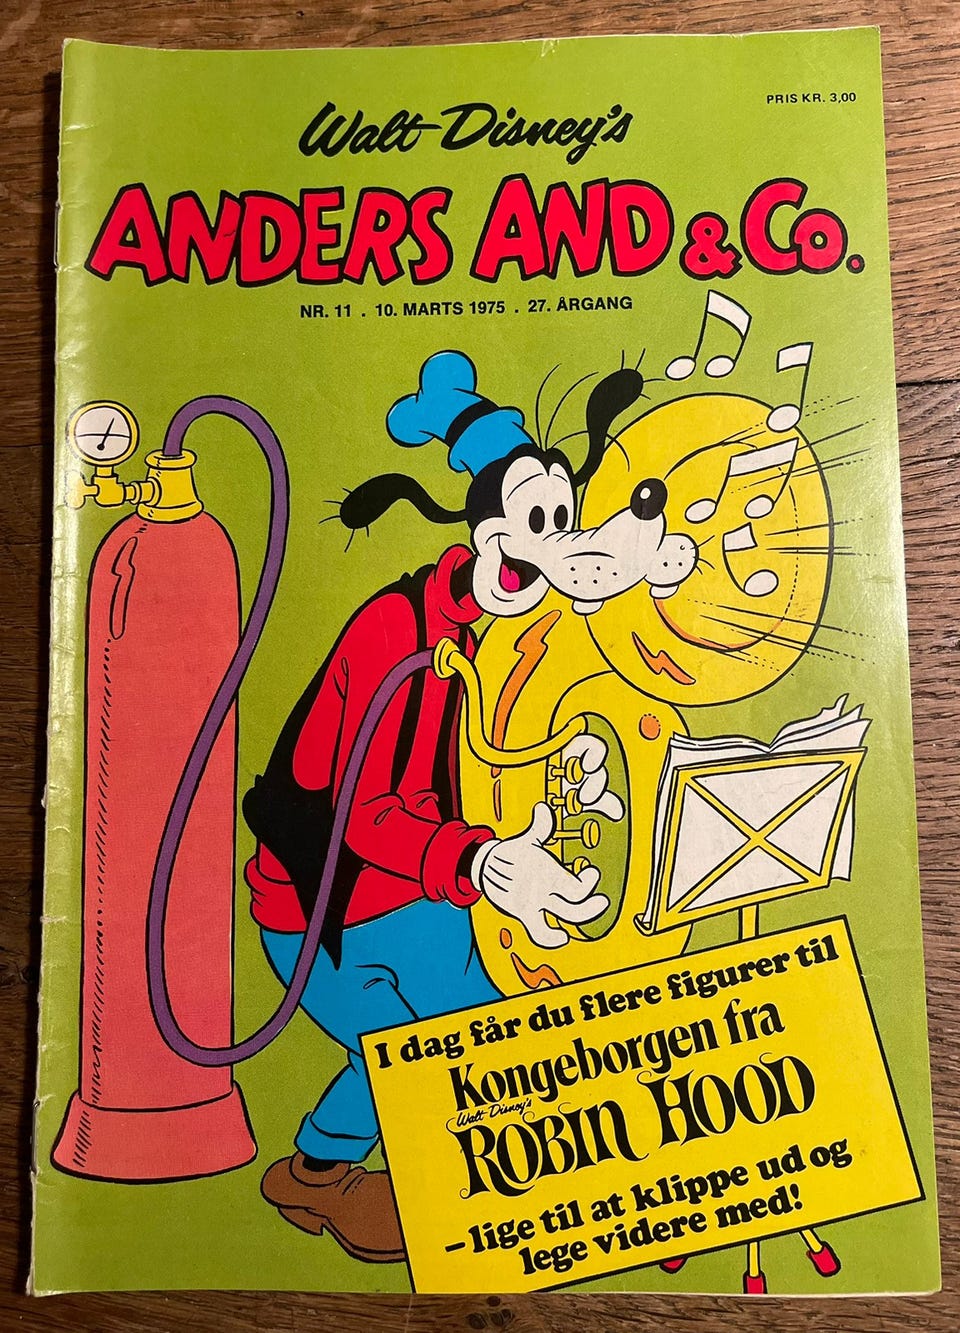 PRIS KR. 3,00
Walt Disney's
ANDERS AND & Co.
NR. 11 . 10. MARTS 1975 . 27. ÅRGANG
I dag får du flere figurer til
Kongeborgen fra
Walt Disney's
ROBIN HOOD
– lige til at klippe ud og
lege videre med!